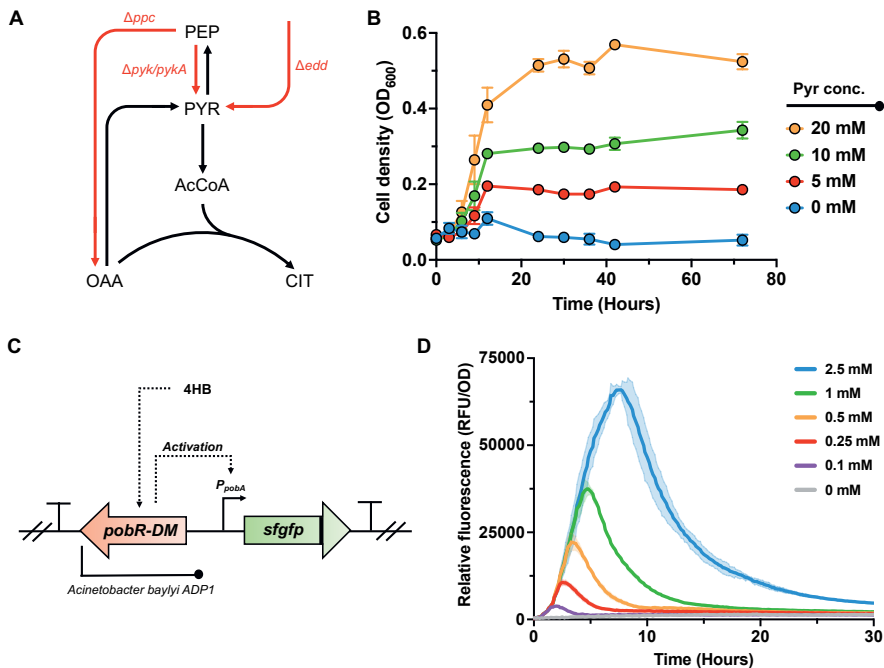 A
Δppc
PEP
Δpyk/pykA
Δedd
PYR
AcCoA
OAA
CIT
B
Cell density (OD600)
0.6
0.4
0.2
0.0
0
20
40
60
80
Time (Hours)
Pyr conc.
20 mM
10 mM
5 mM
0 mM
C
4HB
Activation
PpobA
pobR-DM
sfgfp
Acinetobacter baylyi ADP1
D
Relative fluorescence (RFU/OD)
75000
50000
25000
0
0
10
20
30
Time (Hours)
2.5 mM
1 mM
0.5 mM
0.25 mM
0.1 mM
0 mM